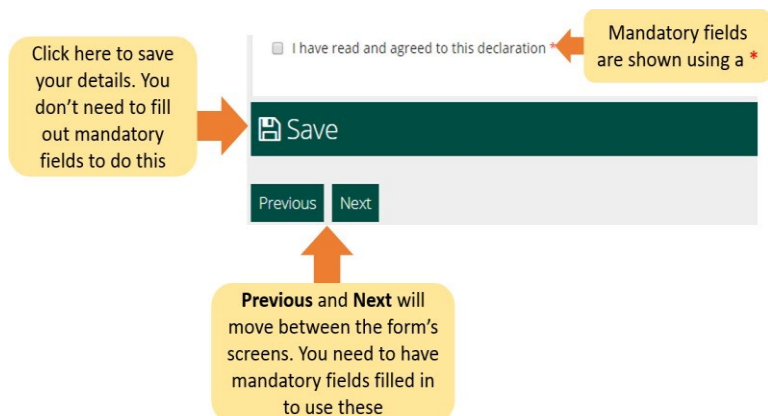 Click here to save
your details. You
don’t need to fill
out mandatory
fields to do this
I have read and agreed to this declaration *
Mandatory fields
are shown using a *
Save
Previous
Next
Previous and Next will
move between the form’s
screens. You need to have
mandatory fields filled in
to use these